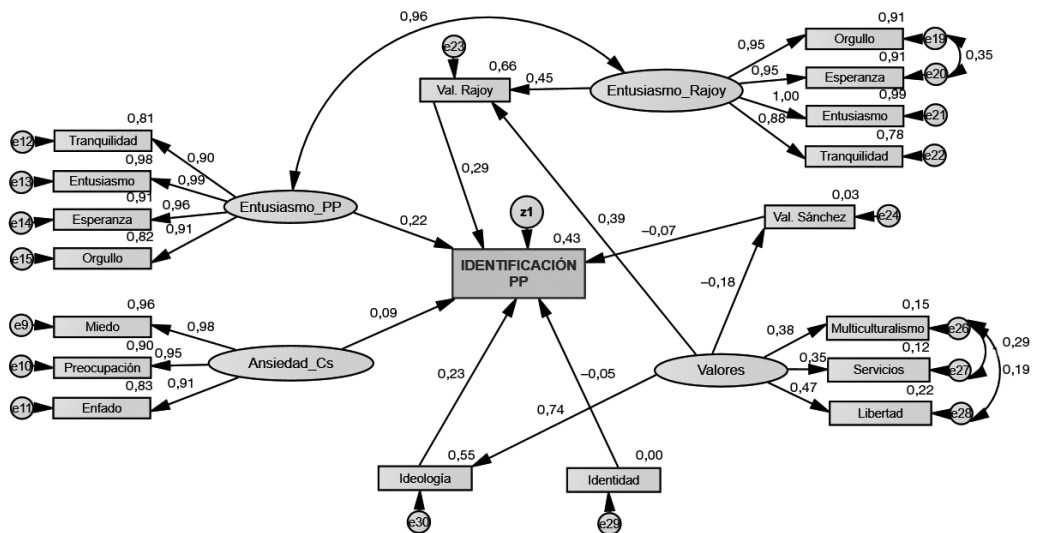 0,96
0,91
Orgullo
e19
0,95
0,35
e23
0,66
0,91
Val. Rajoy
0,45
Entusiasmo_Rajoy
0,95
Esperanza
e20
0,99
1,00
Entusiasmo
e21
0,88
0,78
Tranquilidad
e22
0,81
e12
Tranquilidad
0,90
0,98
e13
Entusiasmo
0,99
0,91
e14
Esperanza
0,96
Entusiasmo_PP
0,82
0,91
e15
Orgullo
0,29
0,22
z1
0,43
IDENTIFICACIÓN
PP
0,39
0,03
Val. Sánchez
e24
–0,07
–0,18
0,96
e9
Miedo
0,98
0,09
0,90
e10
Preocupación
0,95
Ansiedad_Cs
0,83
0,91
e11
Enfado
0,15
Multiculturalismo
e26
0,38
0,29
0,12
Valores
0,35
Servicios
e27
0,19
0,47
0,22
Libertad
e28
0,23
–0,05
0,74
0,55
Ideología
0,00
Identidad
e30
e29